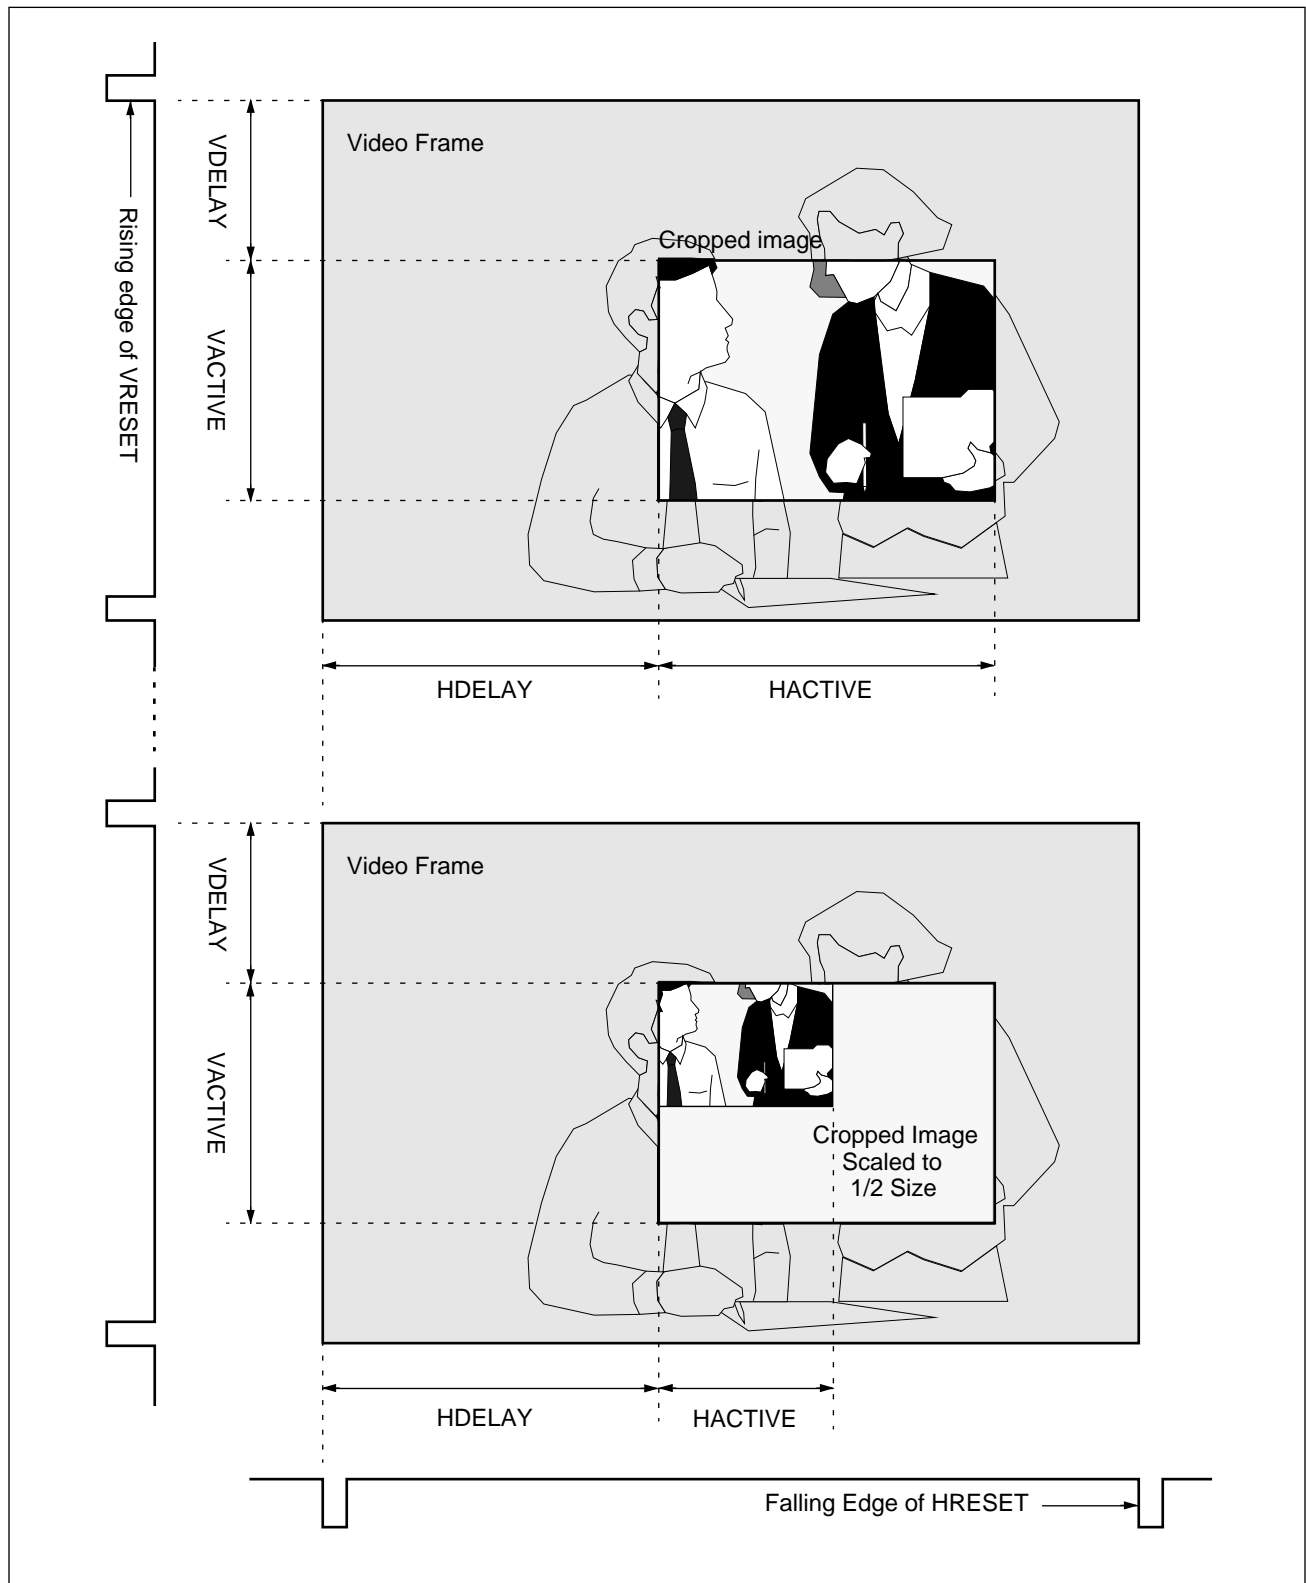 Video Frame
VDELAY
Rising edge of VRESET
Cropped image
VACTIVE
HDELAY
HACTIVE
Video Frame
VDELAY
VACTIVE
Cropped Image
Scaled to
1/2 Size
HDELAY
HACTIVE
Falling Edge of HRESET